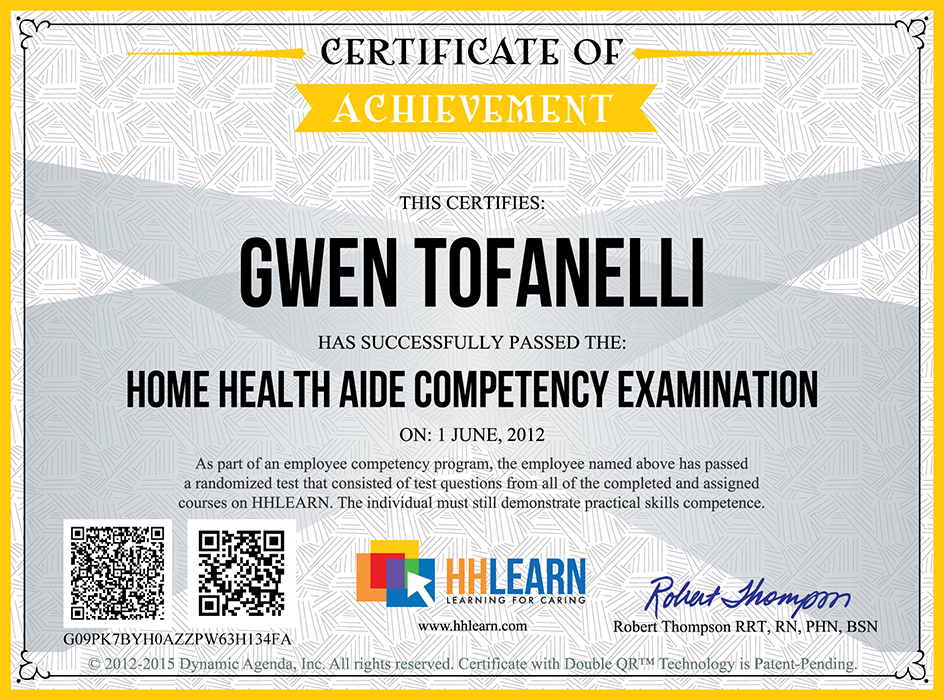 CERTIFICATE OF
ACHIEVEMENT
THIS CERTIFIES:
GWEN TOFANELLI
HAS SUCCESSFULLY PASSED THE:
HOME HEALTH AIDE COMPETENCY EXAMINATION
ON: 1 JUNE, 2012
As part of an employee competency program, the employee named above has passed
a randomized test that consisted of test questions from all of the completed and assigned
courses on HHLEARN. The individual must still demonstrate practical skills competence.
HHLEARN
LEARNING FOR CARING
www.hhlearn.com
Robert Thompson
Robert Thompson RRT, RN, PHN, BSN
G09PK7BYH0AZZPW63H134FA
© 2012-2015 Dynamic Agenda, Inc. All rights reserved. Certificate with Double QR™ Technology is Patent-Pending.